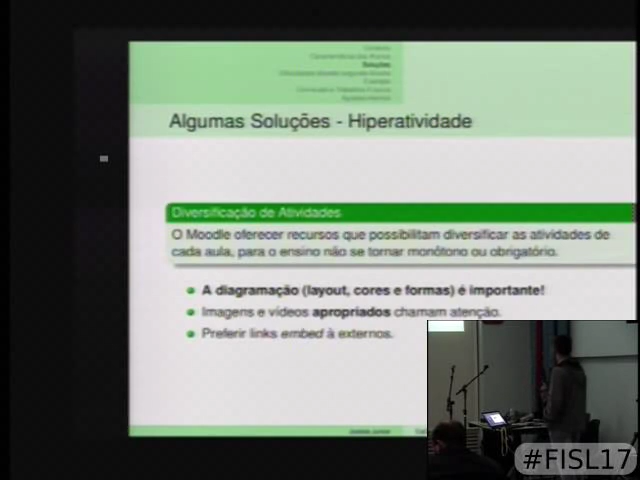 Soluções
Algumas Soluções - Hiperatividade
Diversificação de Atividades
O Moodle oferecer recursos que possibilitam diversificar as atividades de
cada aula, para o ensino não se tornar monótono ou obrigatório.
A diagramação (layout, cores e formas) é importante!
Imagens e vídeos apropriados chamam atenção.
Preferir links embed à externos.
#FISL17